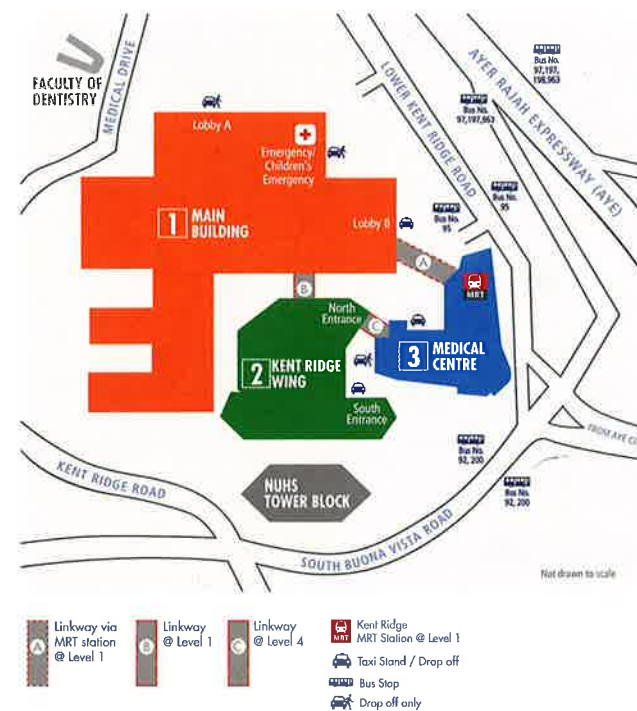 FACULTY OF
DENTISTRY
MEDICAL DRIVE
Lobby A
Emergency/
Children's
Emergency
1 MAIN
BUILDING
Lobby B
LOWER KENT RIDGE ROAD
AYER RAJAH EXPRESSWAY (AYE)
Bus No.
97,197,
198,963
Bus No.
97,197,963
Bus No.
95
Bus No.
95
A
MRT
B
North
Entrance
C
3 MEDICAL
CENTRE
2 KENT RIDGE
WING
South
Entrance
FROM AYE
Bus No.
92, 200
Bus No.
92, 200
KENT RIDGE ROAD
NUHS
TOWER BLOCK
SOUTH BUONA VISTA ROAD
Not drawn to scale
A
Linkway via
MRT station
@ Level 1
B
Linkway
@ Level 1
C
Linkway
@ Level 4
MRT
Kent Ridge
MRT Station @ Level 1
Taxi Stand / Drop off
Bus Stop
Drop off only